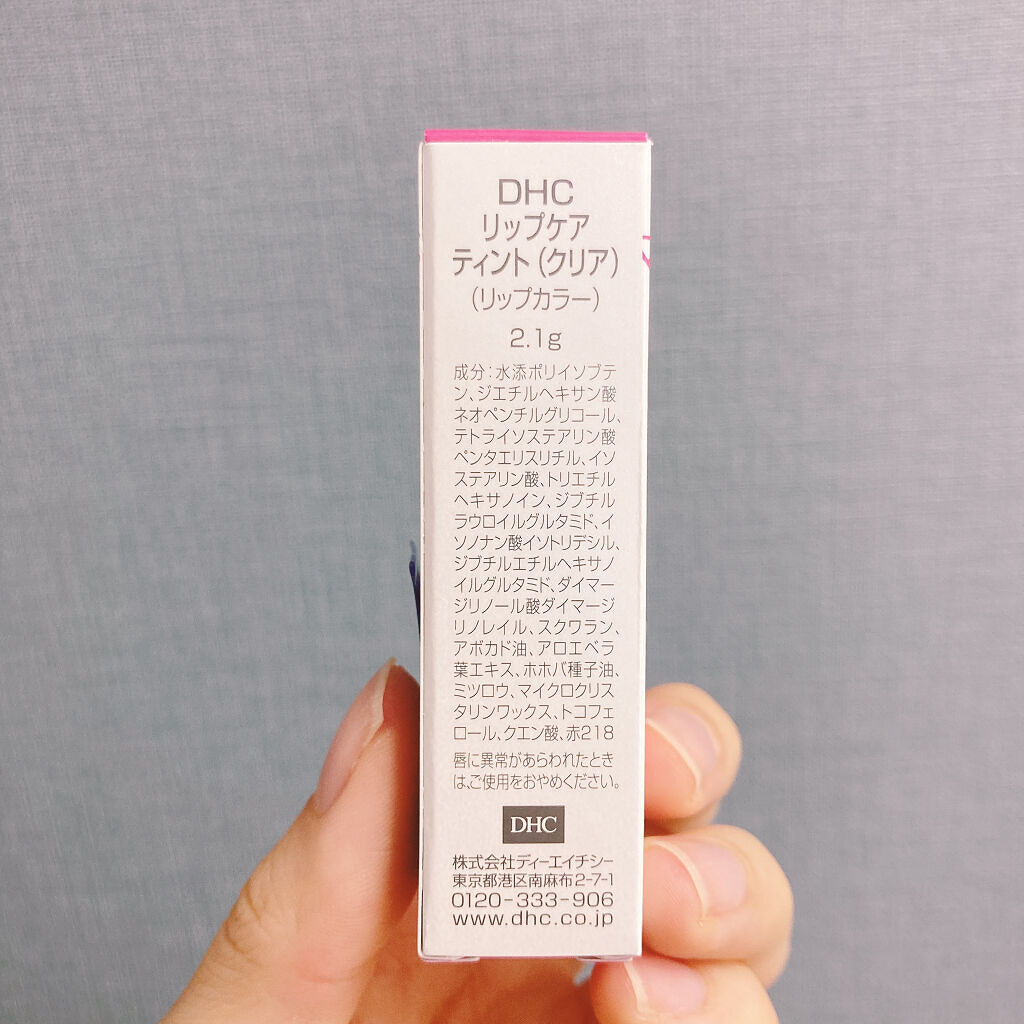 DHC
リップケア
ティント（クリア）
（リップカラー）
2.1g
成分：水添ポリイソブテ
ン、ジエチルヘキサン酸
ネオペンチルグリコール、
テトライソステアリン酸
ペンタエリスリチル、イソ
ステアリン酸、トリエチル
ヘキサノイン、ジブチル
ラウロイルグルタミド、イ
ソノナン酸イソトリデシル、
ジブチルエチルヘキサノ
イルグルタミド、ダイマー
ジリノール酸ダイマージ
リノレイル、スクワラン、
アボカド油、アロエベラ
葉エキス、ホホバ種子油、
ミツロウ、マイクロクリス
タリンワックス、トコフェ
ロール、クエン酸、赤218
唇に異常があらわれたとき
は、ご使用をおやめください。
DHC
株式会社ディーエイチシー
東京都港区南麻布2-7-1
0120-333-906
www.dhc.co.jp